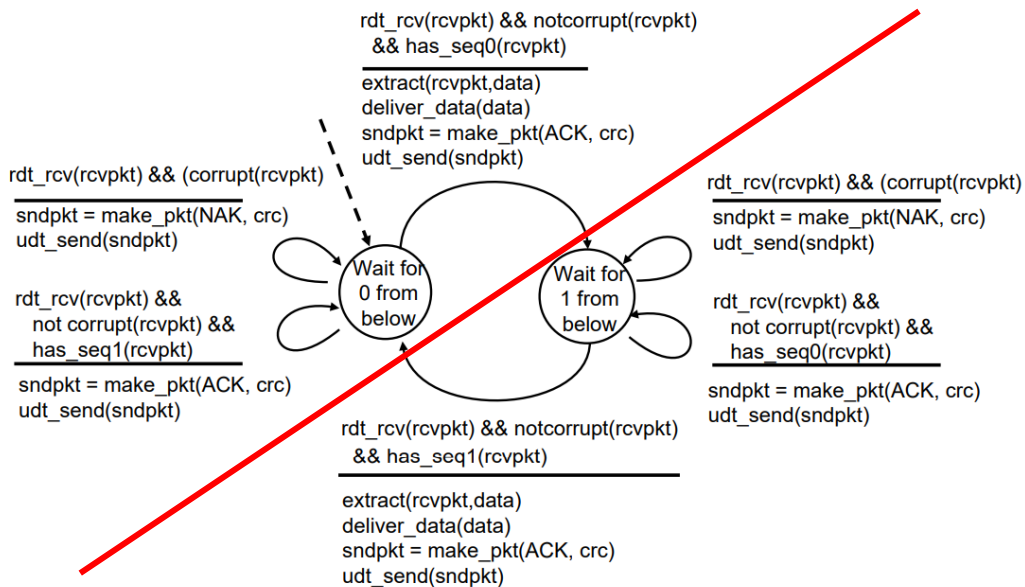 rdt_rcv(rcvpkt) && notcorrupt(rcvpkt)
&& has_seq0(rcvpkt)
extract(rcvpkt,data)
deliver_data(data)
sndpkt = make_pkt(ACK, crc)
udt_send(sndpkt)
rdt_rcv(rcvpkt) && (corrupt(rcvpkt)
sndpkt = make_pkt(NAK, crc)
udt_send(sndpkt)
rdt_rcv(rcvpkt) &&
not corrupt(rcvpkt) &&
has_seq1(rcvpkt)
sndpkt = make_pkt(ACK, crc)
udt_send(sndpkt)
Wait for
0 from
below
Wait for
1 from
below
rdt_rcv(rcvpkt) && (corrupt(rcvpkt)
sndpkt = make_pkt(NAK, crc)
udt_send(sndpkt)
rdt_rcv(rcvpkt) &&
not corrupt(rcvpkt) &&
has_seq0(rcvpkt)
sndpkt = make_pkt(ACK, crc)
udt_send(sndpkt)
rdt_rcv(rcvpkt) && notcorrupt(rcvpkt)
&& has_seq1(rcvpkt)
extract(rcvpkt,data)
deliver_data(data)
sndpkt = make_pkt(ACK, crc)
udt_send(sndpkt)